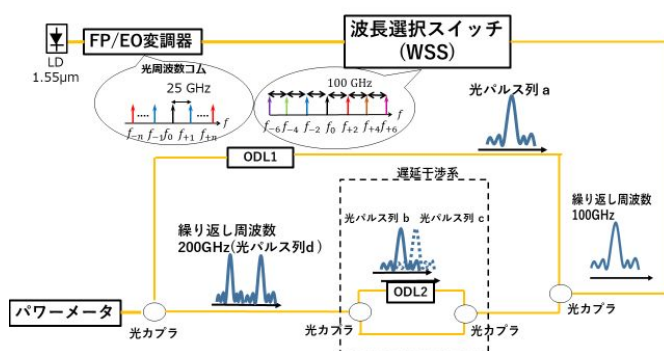 FP/EO変調器
波長選択スイッチ
(WSS)
LD
1.55μm
光周波数コム
25 GHz
f
f₋ₙ f₋₁ f₀ f₊₁ f₊ₙ
100 GHz
f
f₋₆ f₋₄ f₋₂ f₀ f₊₂ f₊₄ f₊₆
光パルス列 a
ODL1
遅延干渉系
繰り返し周波数
100GHz
光パルス列 b 光パルス列 c
繰り返し周波数
200GHz(光パルス列d)
ODL2
パワーメータ
光カプラ
光カプラ
光カプラ
光カプラ